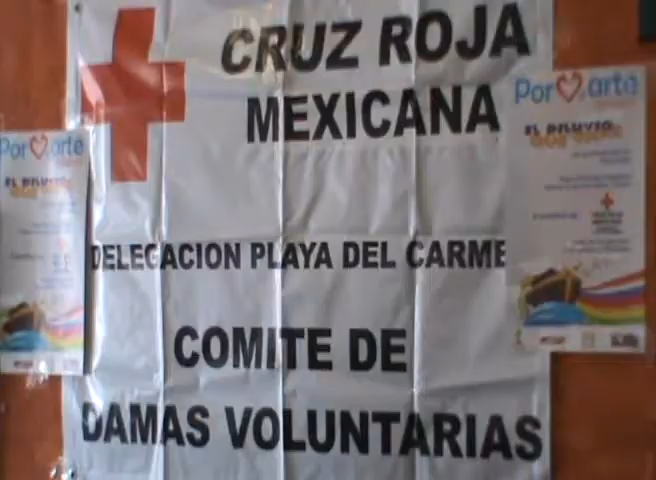 CRUZ ROJA
MEXICANA
DELEGACION PLAYA DEL CARME
COMITE DE
DAMAS VOLUNTARIAS
Por arte
EL DILUVIO
Por arte
EL DILUVIO